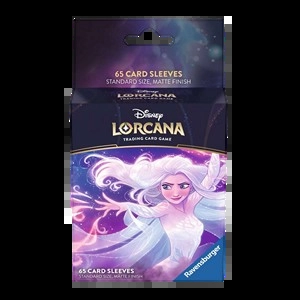 65 CARD SLEEVES
STANDARD SIZE, MATTE FINISH
Disney
LORCANA
TRADING CARD GAME
65 CARD SLEEVES
STANDARD SIZE, MATTE FINISH
Ravensburger